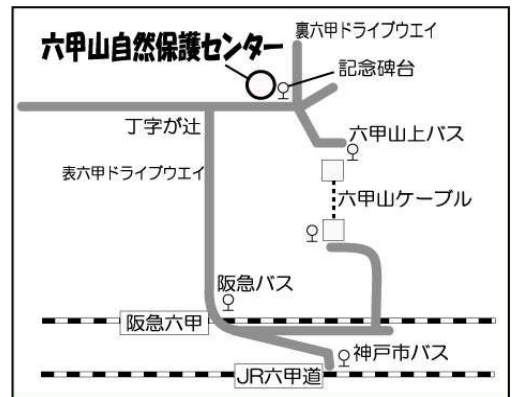 裏六甲ドライブウエイ
六甲山自然保護センター
記念碑台
丁字が辻
六甲山上バス
表六甲ドライブウエイ
六甲山ケーブル
阪急バス
阪急六甲
神戸市バス
JR六甲道